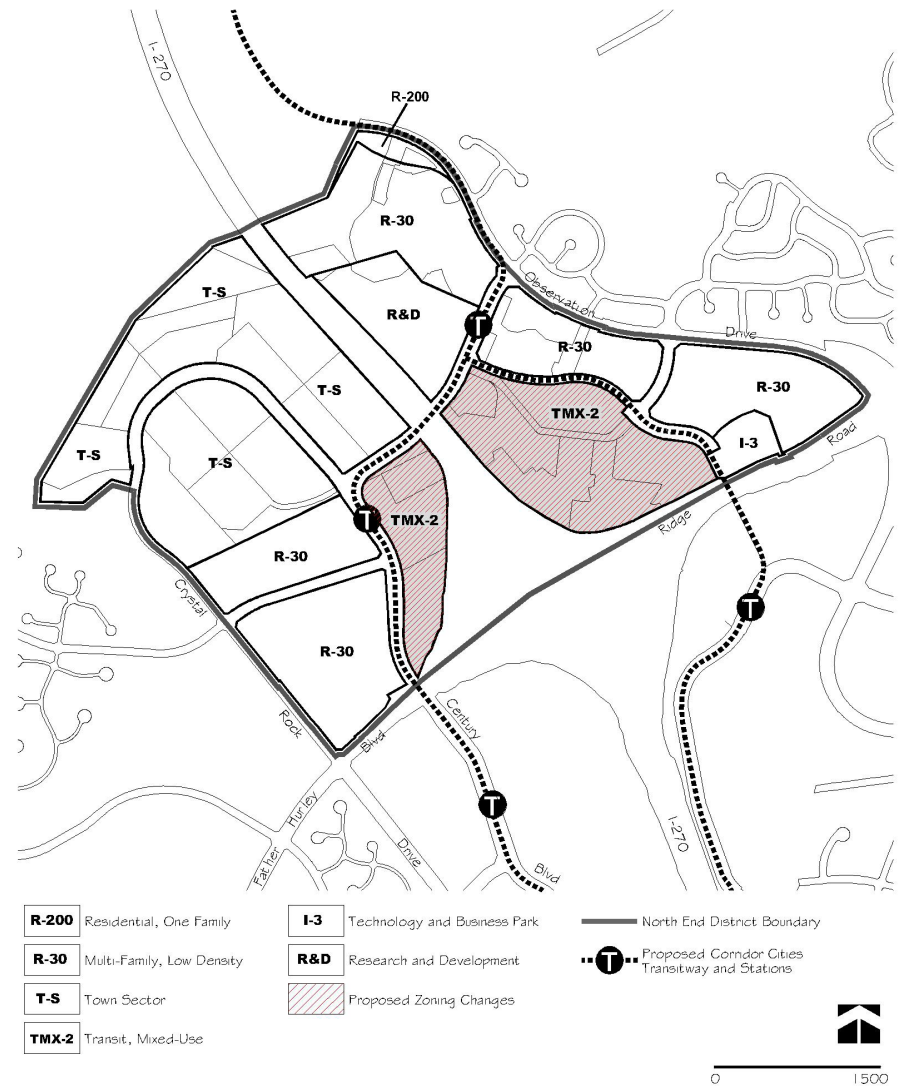 I-270
R-200
R-30
T-S
R&D
Observation
Drive
T
R-30
T-S
R-30
TMX-2
I-3
Road
T-S
T-S
T
TMX-2
Ridge
R-30
Crystal
T
R-30
Rock
Blvd
Century
T
Hurley
Father
Drive
I-270
Blvd
R-200 Residential, One Family
R-30 Multi-Family, Low Density
T-S Town Sector
TMX-2 Transit, Mixed-Use
I-3 Technology and Business Park
R&D Research and Development
Proposed Zoning Changes
North End District Boundary
T Proposed Corridor Cities
Transitway and Stations
0 1500